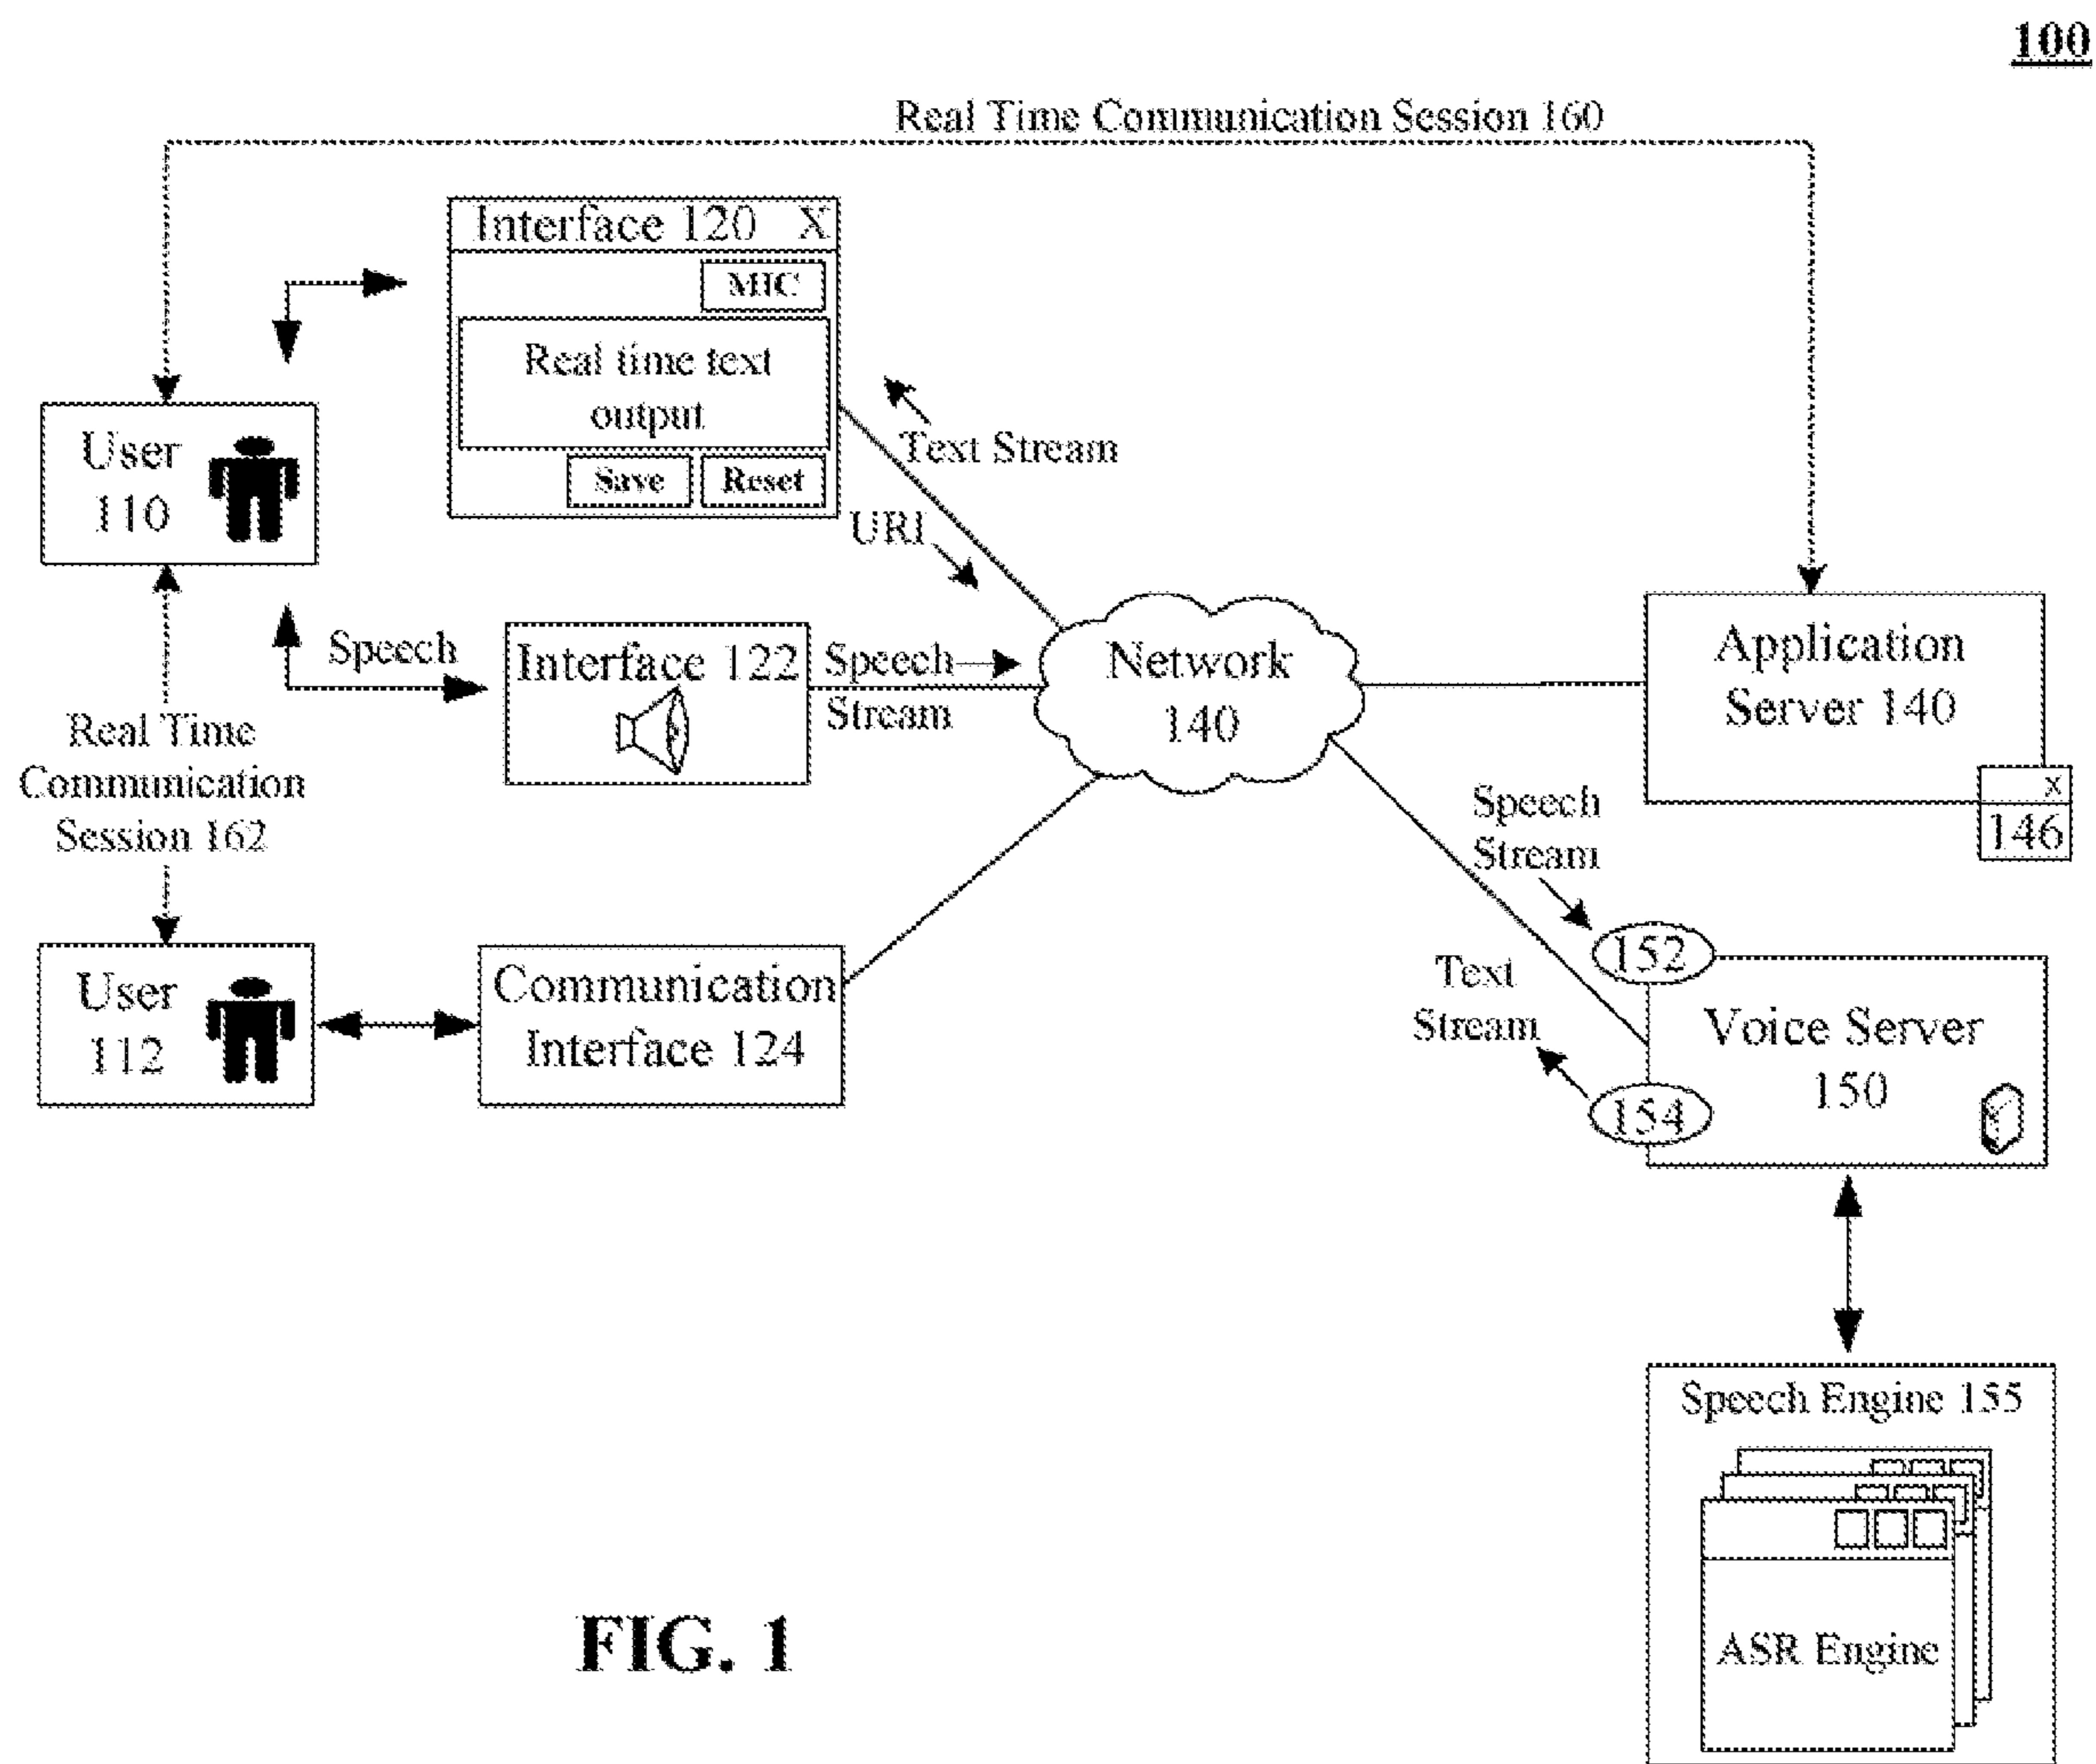 100
Real Time Communication Session 160
Interface 120 X
MIC
Real time text
output
Save Reset
User
110
Text Stream
URI
Speech
Interface 122
Speech
Stream
Network
140
Application
Server 140
X
146
Real Time
Communication
Session 162
User
112
Communication
Interface 124
Speech
Stream
152
Text
Stream
154
Voice Server
150
Speech Engine 155
ASR Engine
FIG. 1